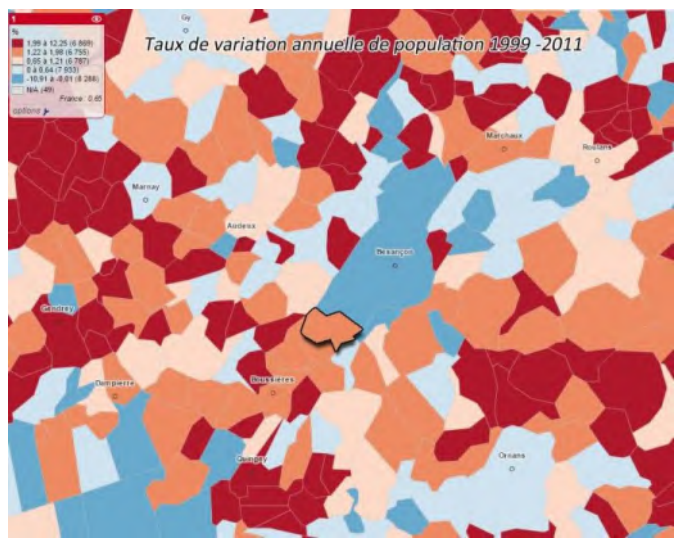 1
%
1,99 à 12,25 (6 869)
1,22 à 1,98 (6 755)
0,65 à 1,21 (6 787)
0 à 0,64 (7 933)
-10,91 à -0,01 (8 288)
N/A (49)
France : 0,65
options
Taux de variation annuelle de population 1999 -2011
Gy
Marchaux
Roulans
Marnay
Audeux
Besançon
Gendrey
Dampierre
Boussières
Quingey
Ornans